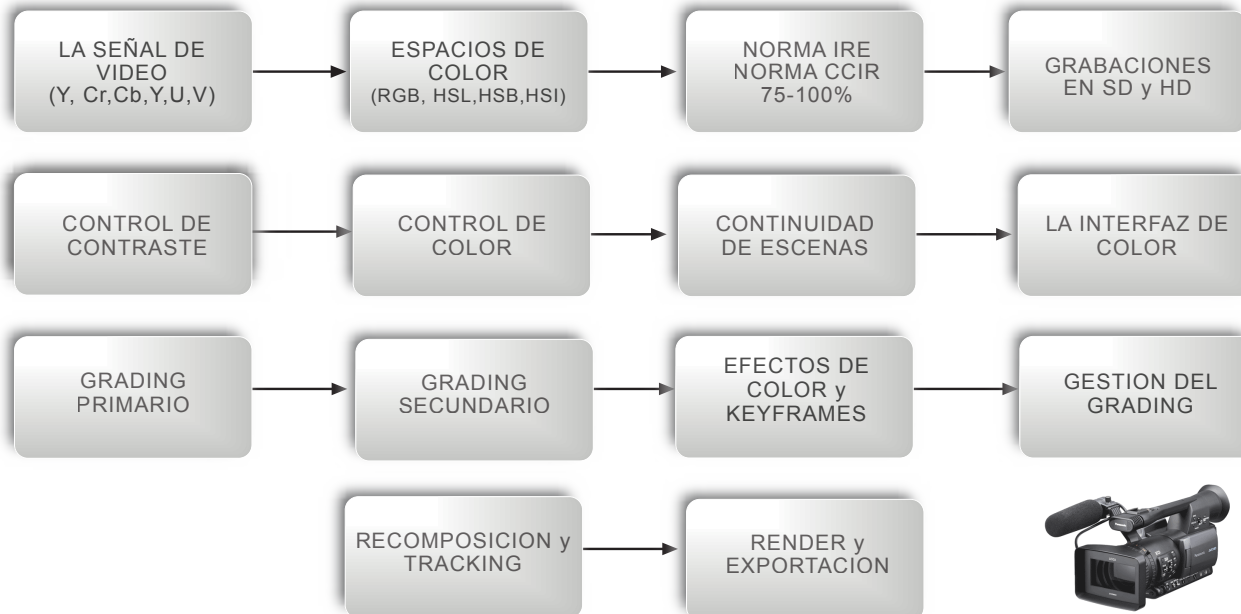 LA SEÑAL DE
VIDEO
(Y, Cr,Cb,Y,U,V)
ESPACIOS DE
COLOR
(RGB, HSL,HSB,HSI)
NORMA IRE
NORMA CCIR
75-100%
GRABACIONES
EN SD y HD
CONTROL DE
CONTRASTE
CONTROL DE
COLOR
CONTINUIDAD
DE ESCENAS
LA INTERFAZ DE
COLOR
GRADING
PRIMARIO
GRADING
SECUNDARIO
EFECTOS DE
COLOR y
KEYFRAMES
GESTION DEL
GRADING
RECOMPOSICION y
TRACKING
RENDER y
EXPORTACION